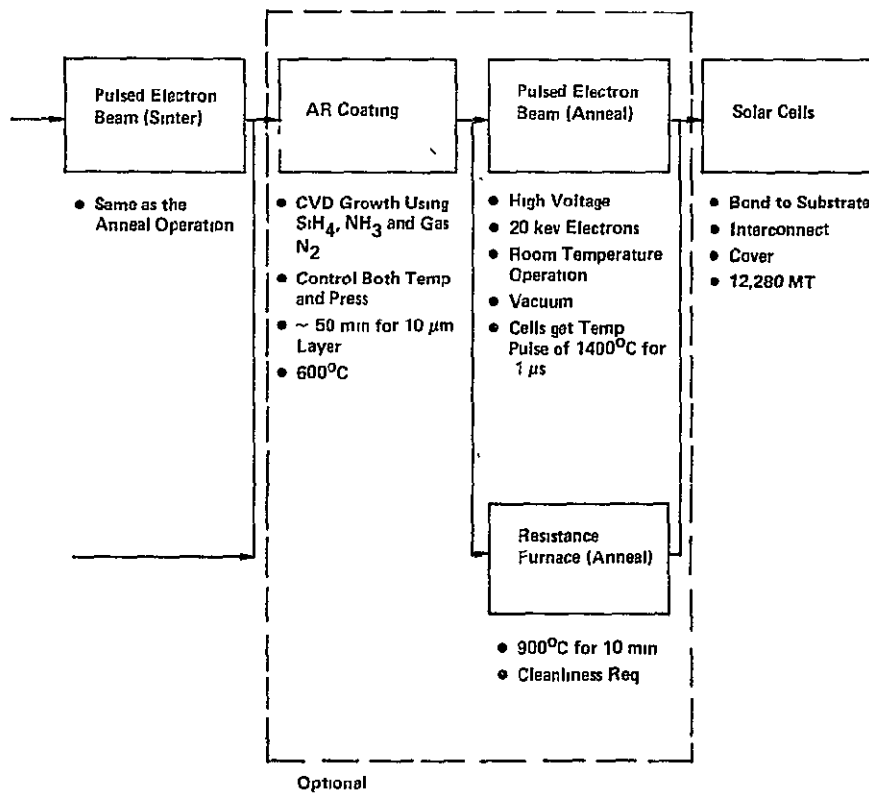 Pulsed Electron
Beam (Sinter)
• Same as the
Anneal Operation
AR Coating
• CVD Growth Using
SiH4, NH3 and Gas
N2
• Control Both Temp
and Press
• ~ 50 min for 10 μm
Layer
• 600°C
Pulsed Electron
Beam (Anneal)
• High Voltage
• 20 kev Electrons
• Room Temperature
Operation
• Vacuum
• Cells get Temp
Pulse of 1400°C for
1 μs
Solar Cells
• Bond to Substrate
• Interconnect
• Cover
• 12,280 MT
Resistance
Furnace (Anneal)
• 900°C for 10 min
• Cleanliness Req
Optional